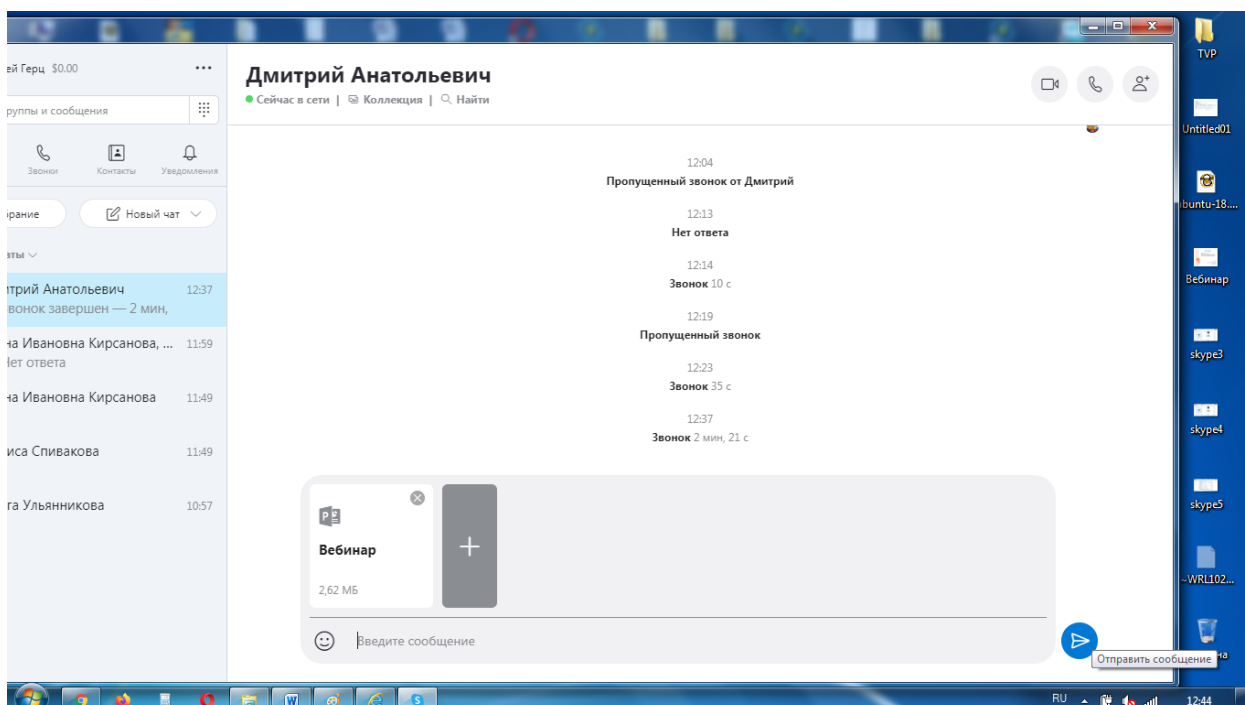 ей Герц $0.00
руппы и сообщения
Звонки Контакты Уведомления
рание Новый чат
аты
итрий Анатольевич 12:37
вонок завершен — 2 мин,
на Ивановна Кирсанова, ... 11:59
Нет ответа
на Ивановна Кирсанова 11:49
иса Спивакова 11:49
га Ульянникова 10:57
Дмитрий Анатольевич
Сейчас в сети | Коллекция | Найти
12:04
Пропущенный звонок от Дмитрий
12:13
Нет ответа
12:14
Звонок 10 с
12:19
Пропущенный звонок
12:23
Звонок 35 с
12:37
Звонок 2 мин, 21 с
Вебинар
2,62 МБ
Введите сообщение
Отправить сообщение
TVP
Untitled01
buntu-18....
Вебинар
skype3
skype4
skype5
~WRL102...
на
RU 12:44